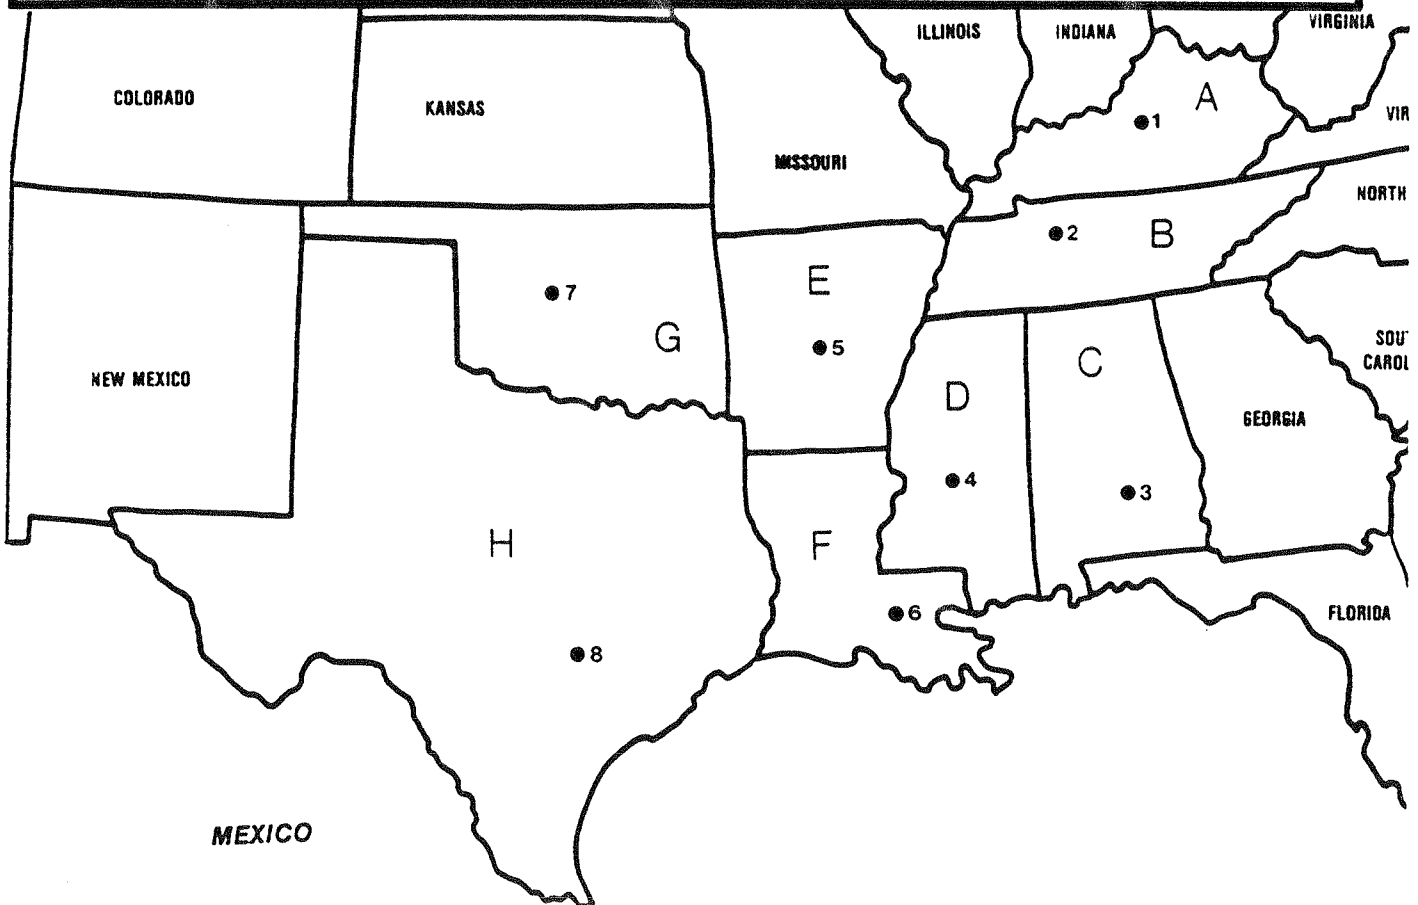 ILLINOIS
INDIANA
VIRGINIA
COLORADO
KANSAS
A
1
VIR
MISSOURI
NORTH
2
B
E
7
G
5
SOUT
CAROL
NEW MEXICO
C
D
GEORGIA
4
3
H
F
6
FLORIDA
8
MEXICO